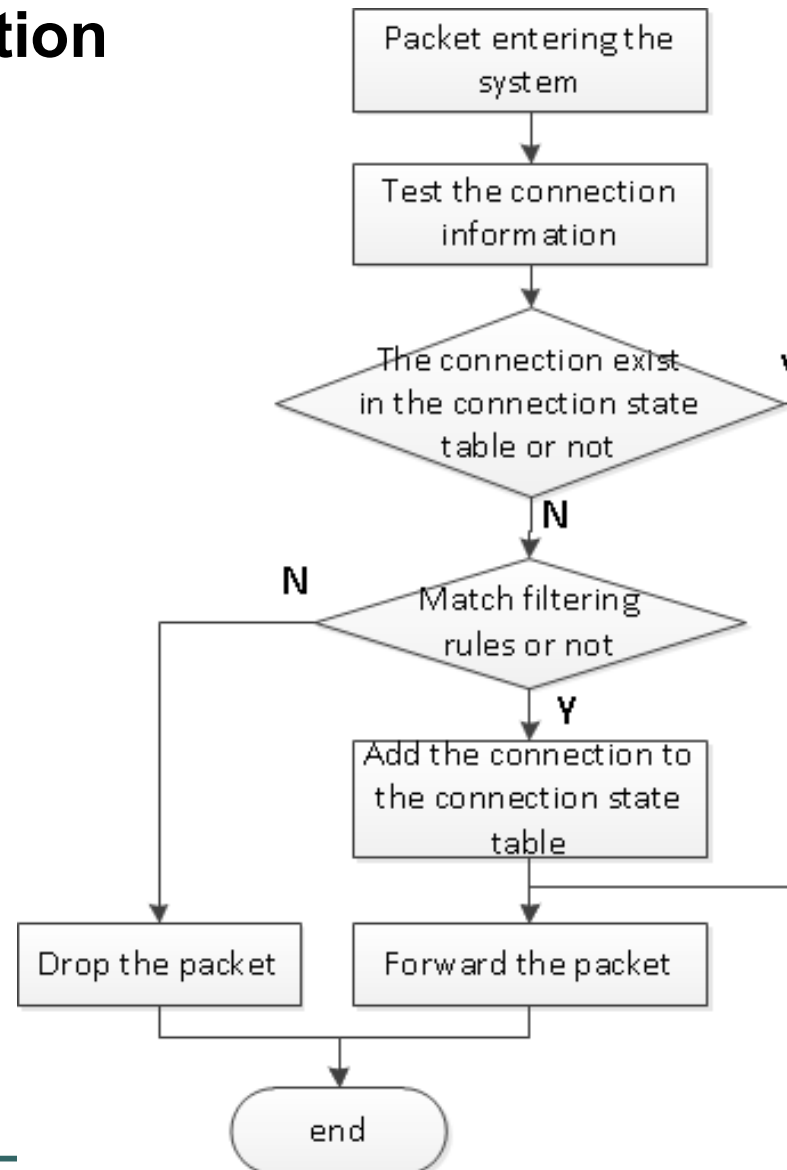 tion
Packet entering the
system
Test the connection
information
The connection exist
in the connection state
table or not
N
N
Match filtering
rules or not
Y
Add the connection to
the connection state
table
Drop the packet
Forward the packet
end